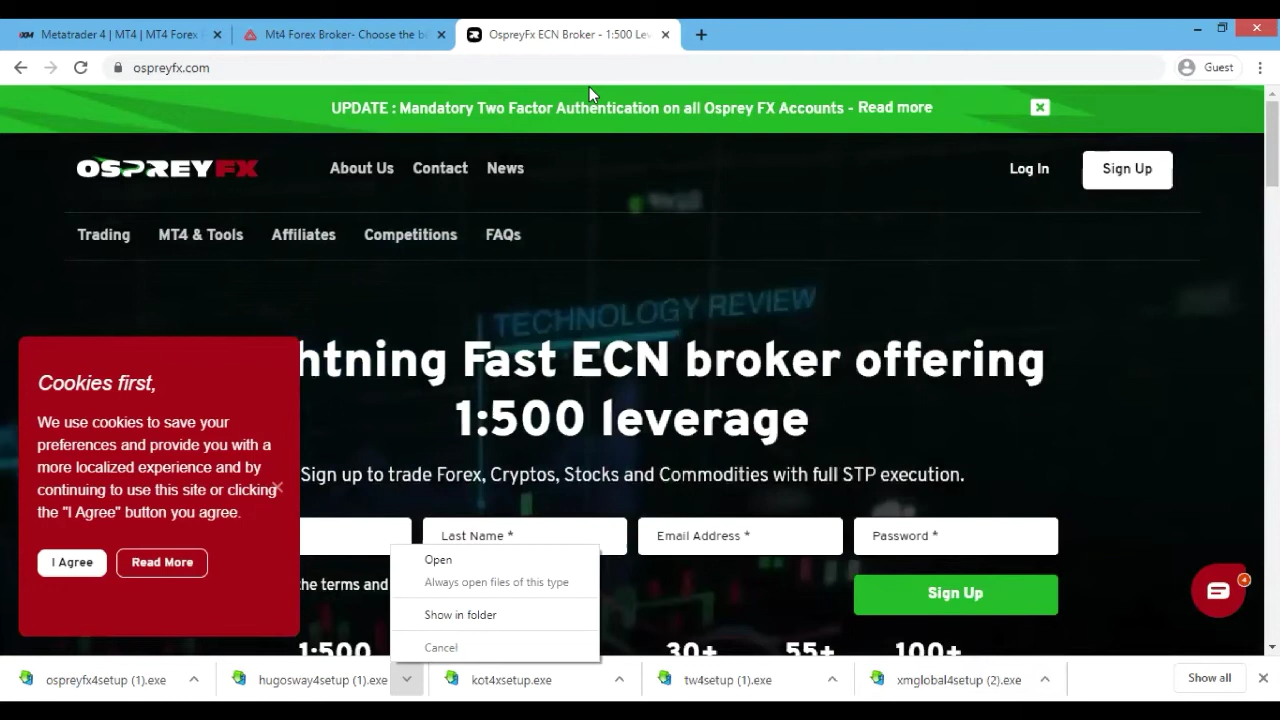 XM Metatrader 4 | MT4 | MT4 Forex
Mt4 Forex Broker- Choose the b
OspreyFx ECN Broker - 1:500 Lev
ospreyfx.com
Guest
UPDATE : Mandatory Two Factor Authentication on all Osprey FX Accounts - Read more
OSPREYFX
About Us
Contact
News
Log In
Sign Up
Trading
MT4 & Tools
Affiliates
Competitions
FAQs
TECHNOLOGY REVIEW
htning Fast ECN broker offering
1:500 leverage
Sign up to trade Forex, Cryptos, Stocks and Commodities with full STP execution.
Cookies first,
We use cookies to save your
preferences and provide you with a
more localized experience and by
continuing to use this site or clicking
the "I Agree" button you agree.
I Agree
Read More
Last Name *
Email Address *
Password *
the terms and
Sign Up
Open
Always open files of this type
Show in folder
Cancel
1:500
30+
55+
100+
4
ospreyfx4setup (1).exe
hugosway4setup (1).exe
kot4xsetup.exe
tw4setup (1).exe
xmglobal4setup (2).exe
Show all